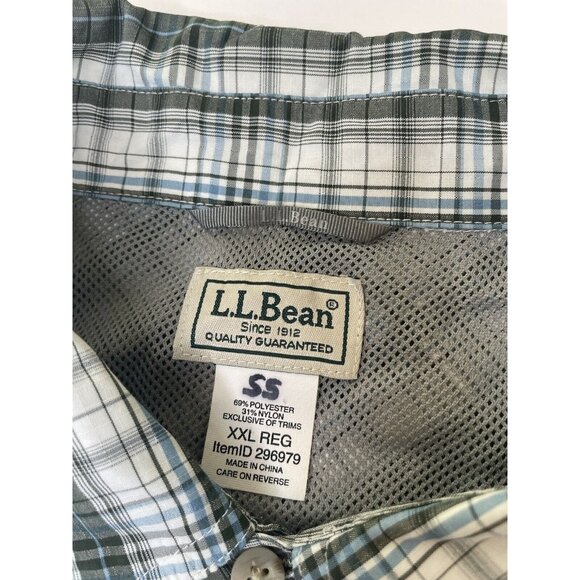 L.L.Bean
L.L.Bean®
Since 1912
QUALITY GUARANTEED
SS
69% POLYESTER
31% NYLON
EXCLUSIVE OF TRIMS
XXL REG
ItemID 296979
MADE IN CHINA
CARE ON REVERSE